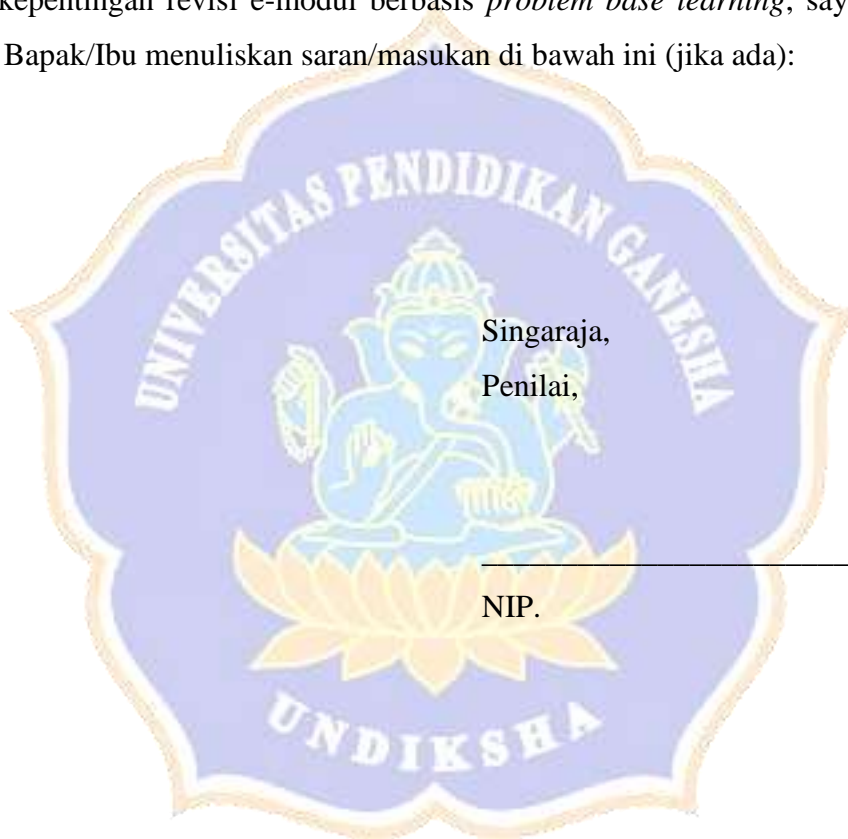 kepentingan revisi e-modul berbasis problem base learning, say
Bapak/Ibu menuliskan saran/masukan di bawah ini (jika ada):
UNIVERSITAS PENDIDIKAN GANESHA
Singaraja,
Penilai,
NIP.
UNDIKSHA